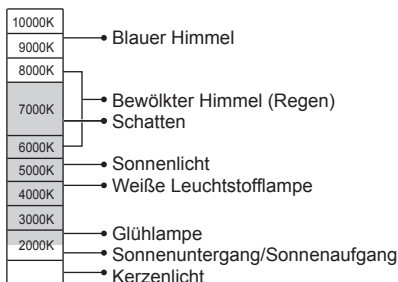 10000K
Blauer Himmel
9000K
8000K
Bewölkter Himmel (Regen)
7000K
Schatten
6000K
Sonnenlicht
5000K
Weiße Leuchtstofflampe
4000K
3000K
Glühlampe
2000K
Sonnenuntergang/Sonnenaufgang
Kerzenlicht